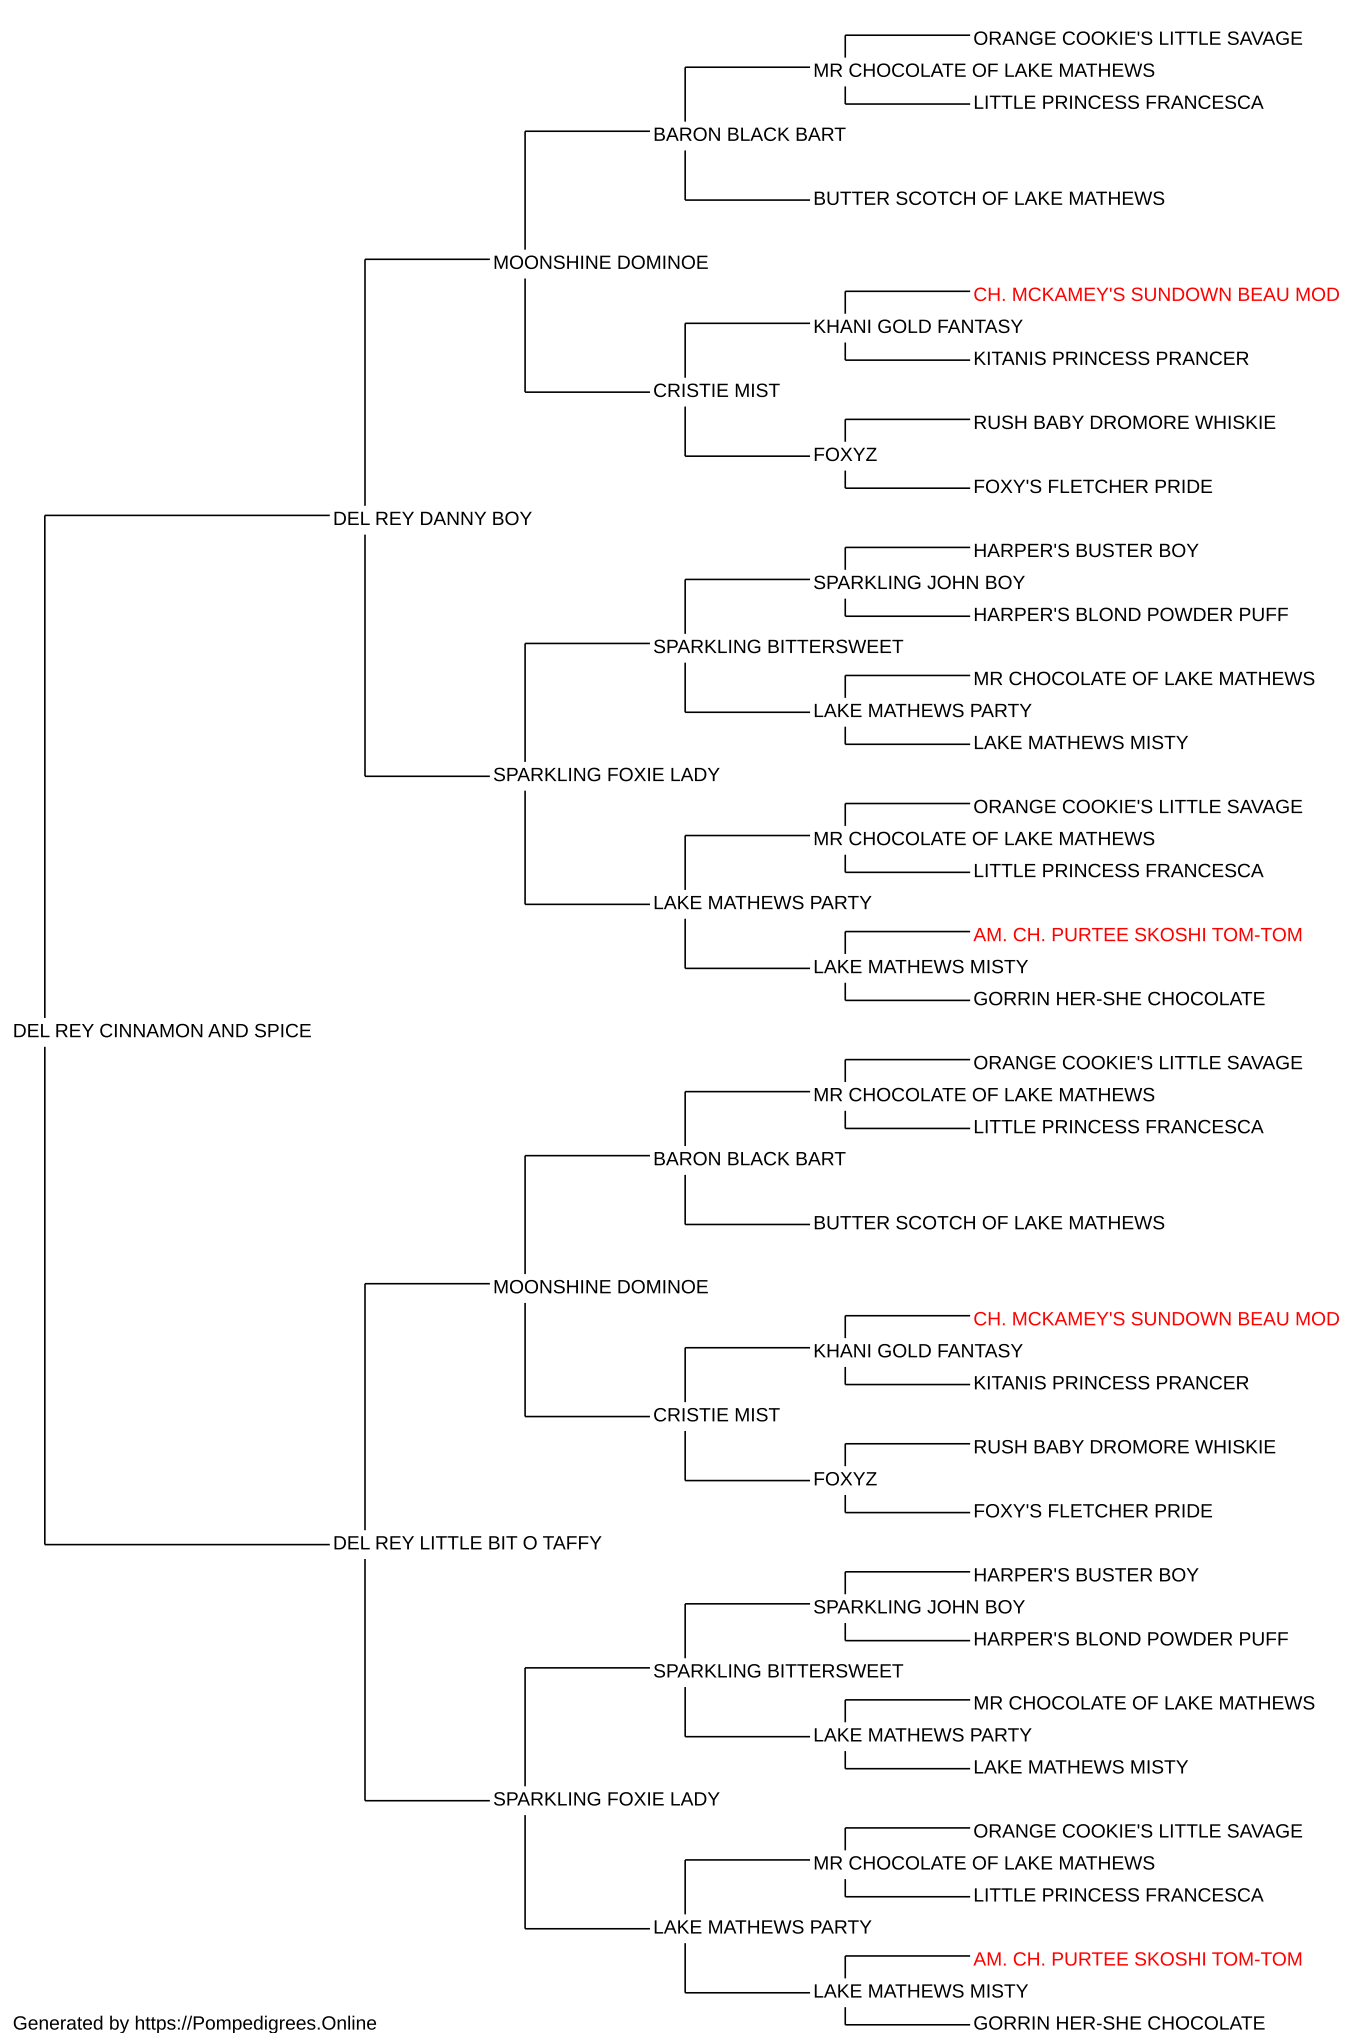 ORANGE COOKIE'S LITTLE SAVAGE
MR CHOCOLATE OF LAKE MATHEWS
LITTLE PRINCESS FRANCESCA
BARON BLACK BART
BUTTER SCOTCH OF LAKE MATHEWS
MOONSHINE DOMINOE
CH. MCKAMEY'S SUNDOWN BEAU MOD
KHANI GOLD FANTASY
KITANIS PRINCESS PRANCER
CRISTIE MIST
RUSH BABY DROMORE WHISKIE
FOXYZ
FOXY'S FLETCHER PRIDE
DEL REY DANNY BOY
HARPER'S BUSTER BOY
SPARKLING JOHN BOY
HARPER'S BLOND POWDER PUFF
SPARKLING BITTERSWEET
MR CHOCOLATE OF LAKE MATHEWS
LAKE MATHEWS PARTY
LAKE MATHEWS MISTY
SPARKLING FOXIE LADY
ORANGE COOKIE'S LITTLE SAVAGE
MR CHOCOLATE OF LAKE MATHEWS
LITTLE PRINCESS FRANCESCA
LAKE MATHEWS PARTY
AM. CH. PURTEE SKOSHI TOM-TOM
LAKE MATHEWS MISTY
GORRIN HER-SHE CHOCOLATE
DEL REY CINNAMON AND SPICE
ORANGE COOKIE'S LITTLE SAVAGE
MR CHOCOLATE OF LAKE MATHEWS
LITTLE PRINCESS FRANCESCA
BARON BLACK BART
BUTTER SCOTCH OF LAKE MATHEWS
MOONSHINE DOMINOE
CH. MCKAMEY'S SUNDOWN BEAU MOD
KHANI GOLD FANTASY
KITANIS PRINCESS PRANCER
CRISTIE MIST
RUSH BABY DROMORE WHISKIE
FOXYZ
FOXY'S FLETCHER PRIDE
DEL REY LITTLE BIT O TAFFY
HARPER'S BUSTER BOY
SPARKLING JOHN BOY
HARPER'S BLOND POWDER PUFF
SPARKLING BITTERSWEET
MR CHOCOLATE OF LAKE MATHEWS
LAKE MATHEWS PARTY
LAKE MATHEWS MISTY
SPARKLING FOXIE LADY
ORANGE COOKIE'S LITTLE SAVAGE
MR CHOCOLATE OF LAKE MATHEWS
LITTLE PRINCESS FRANCESCA
LAKE MATHEWS PARTY
AM. CH. PURTEE SKOSHI TOM-TOM
LAKE MATHEWS MISTY
GORRIN HER-SHE CHOCOLATE
Generated by https://Pompedigrees.Online